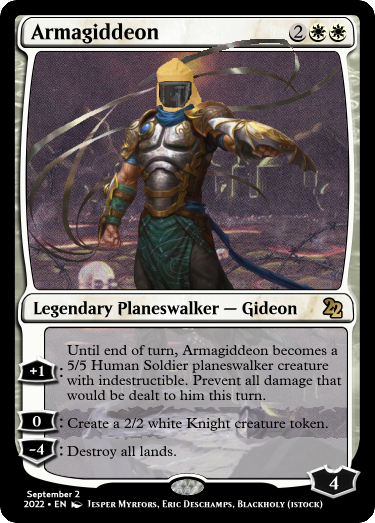 Armagiddeon 2
Legendary Planeswalker — Gideon 22
+1: Until end of turn, Armagiddeon becomes a
5/5 Human Soldier planeswalker creature
with indestructible. Prevent all damage that
would be dealt to him this turn.
0: Create a 2/2 white Knight creature token.
-4: Destroy all lands.
4
September 2
2022 • EN Jesper Myrfors, Eric Deschamps, Blackholy (iStock)